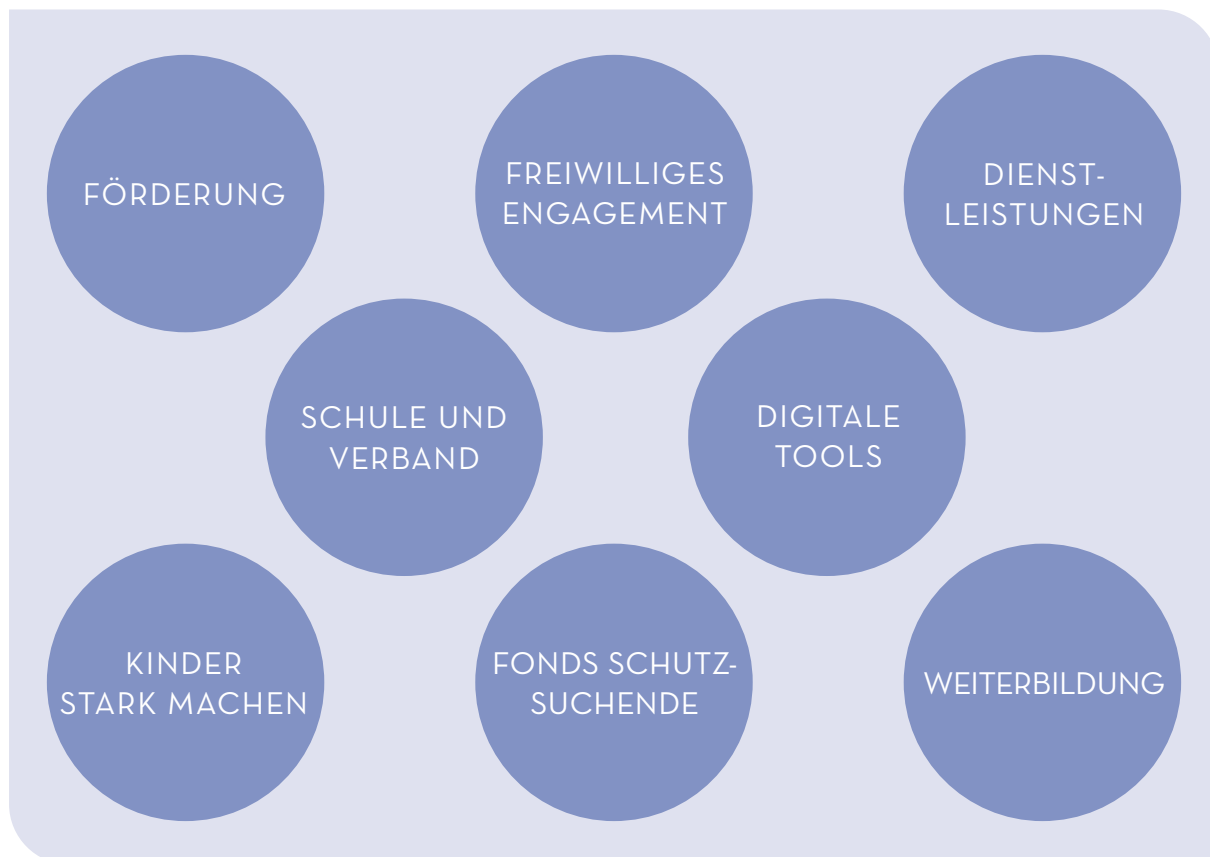 FÖRDERUNG
FREIWILLIGES
ENGAGEMENT
DIENST-
LEISTUNGEN
SCHULE UND
VERBAND
DIGITALE
TOOLS
KINDER
STARK MACHEN
FONDS SCHUTZ-
SUCHENDE
WEITERBILDUNG